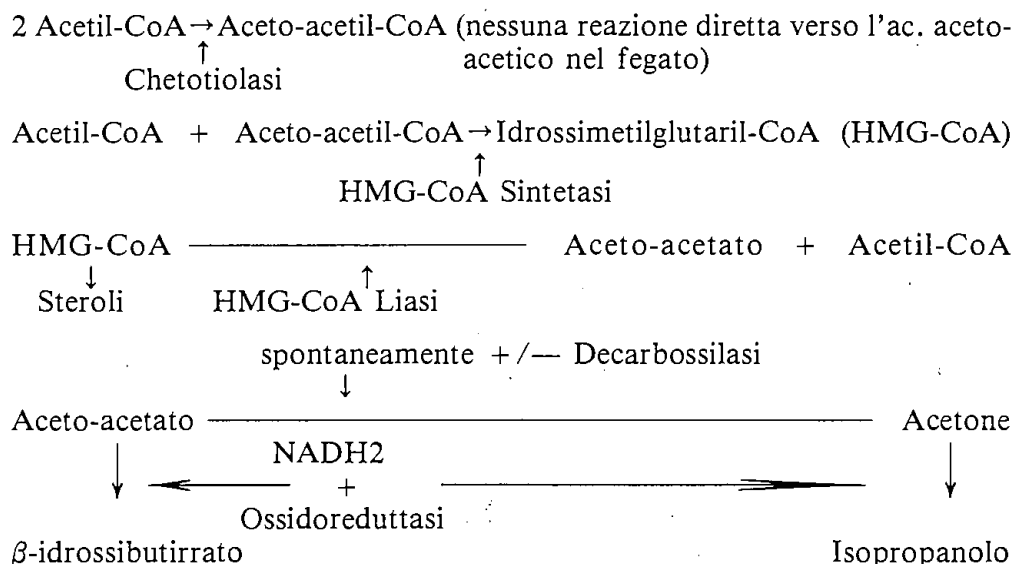 2 Acetil-CoA→Aceto-acetil-CoA (nessuna reazione diretta verso l'ac. aceto-
↑ acetico nel fegato)
Chetotiolasi
Acetil-CoA + Aceto-acetil-CoA→Idrossimetilglutaril-CoA (HMG-CoA)
↑
HMG-CoA Sintetasi
HMG-CoA ——— Aceto-acetato + Acetil-CoA
↓ ↑
Steroli HMG-CoA Liasi
spontaneamente +/— Decarbossilasi
↓
Aceto-acetato ——— Acetone
NADH2
+
Ossidoreduttasi
β-idrossibutirrato Isopropanolo